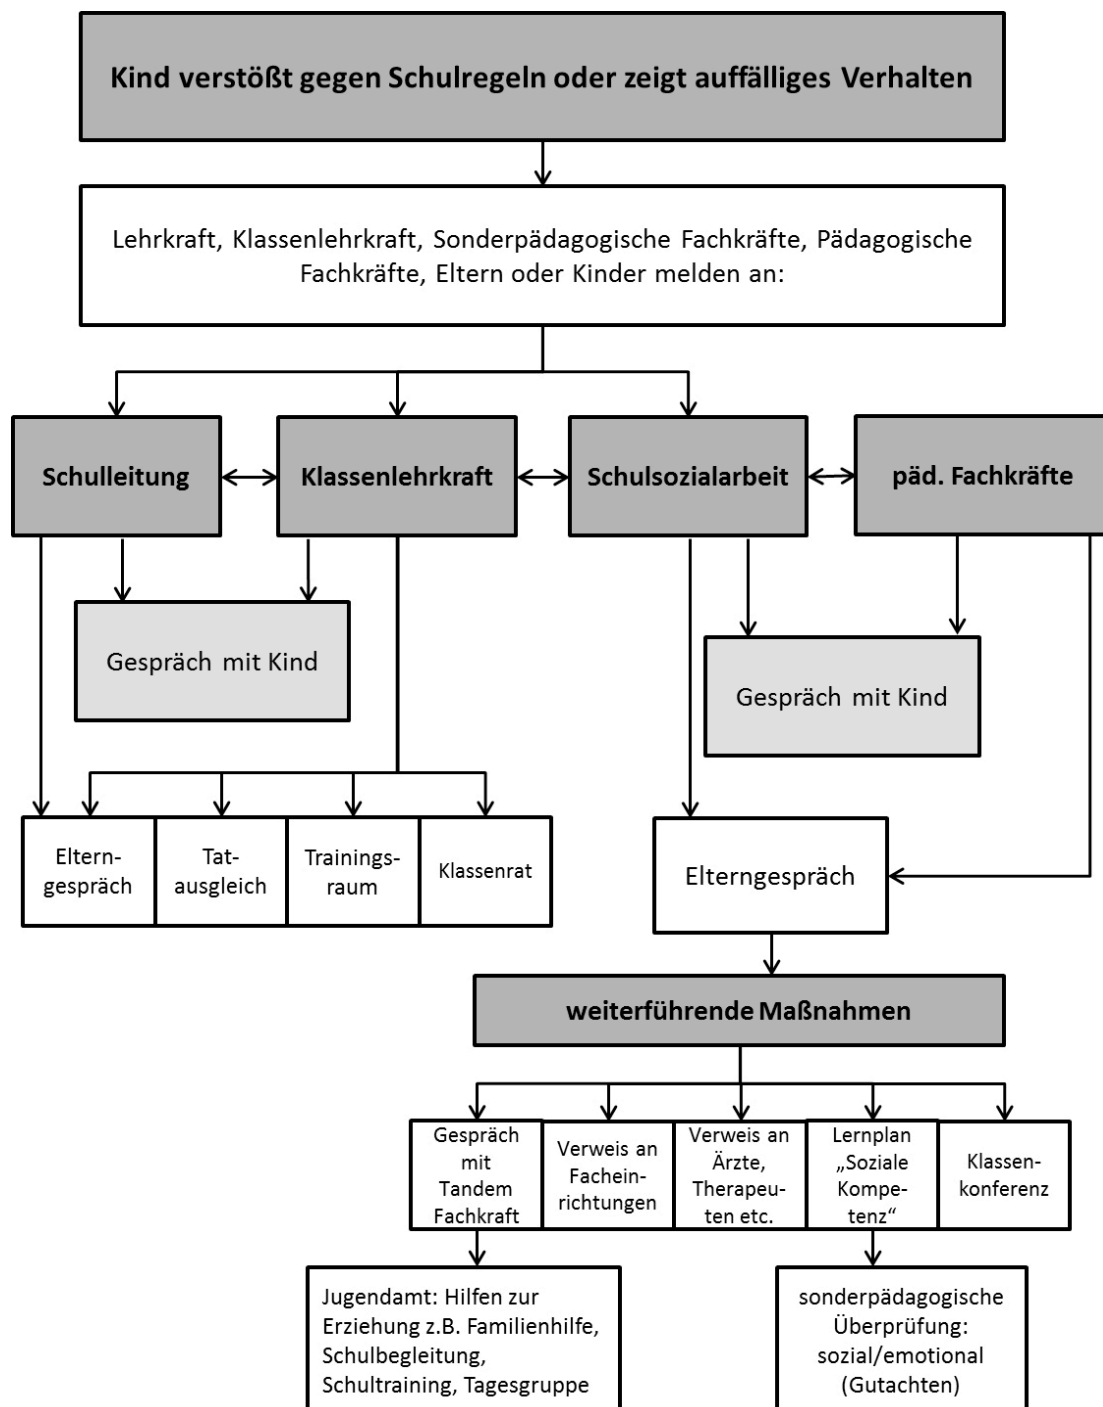 Kind verstößt gegen Schulregeln oder zeigt auffälliges Verhalten
Lehrkraft, Klassenlehrkraft, Sonderpädagogische Fachkräfte, Pädagogische
Fachkräfte, Eltern oder Kinder melden an:
Schulleitung
Klassenlehrkraft
Schulsozialarbeit
päd. Fachkräfte
Gespräch mit Kind
Gespräch mit Kind
Eltern-
gespräch
Tat-
ausgleich
Trainings-
raum
Klassenrat
Elterngespräch
weiterführende Maßnahmen
Gespräch
mit
Tandem
Fachkraft
Verweis an
Fachein-
richtungen
Verweis an
Ärzte,
Therapeu-
ten etc.
Lernplan
„Soziale
Kompe-
tenz“
Klassen-
konferenz
Jugendamt: Hilfen zur
Erziehung z.B. Familienhilfe,
Schulbegleitung,
Schultraining, Tagesgruppe
sonderpädagogische
Überprüfung:
sozial/emotional
(Gutachten)